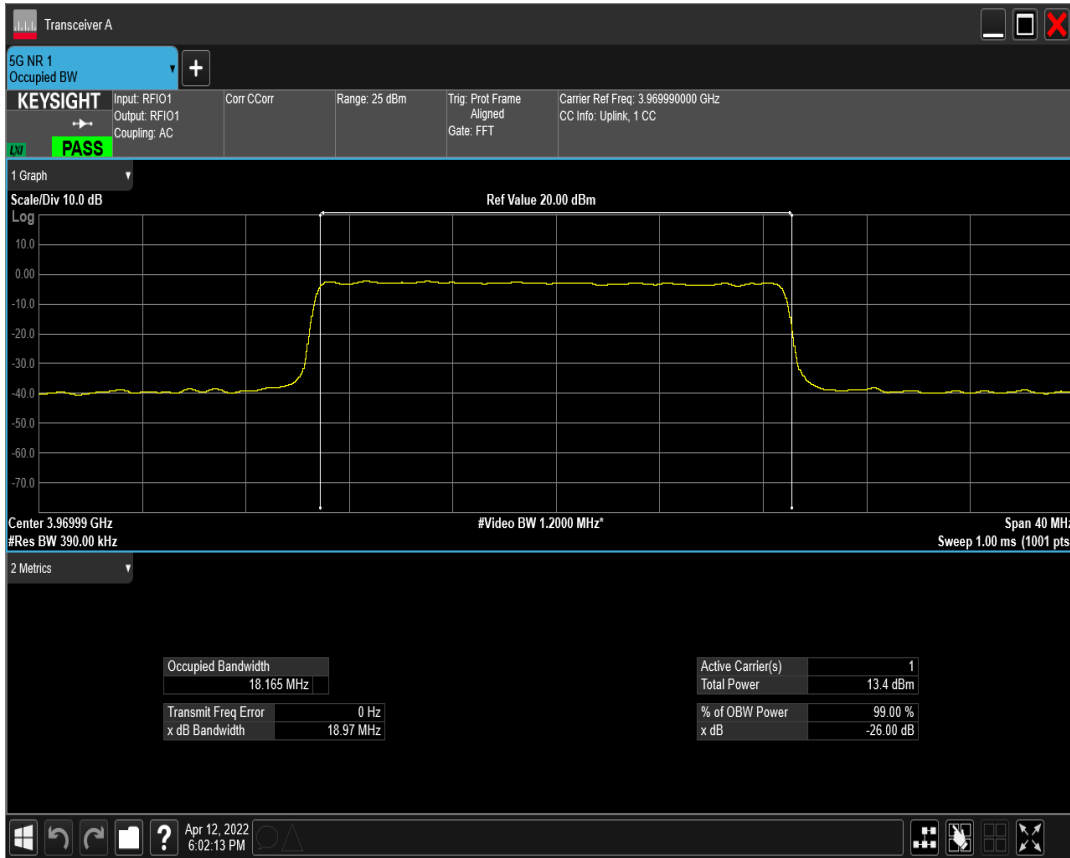 Transceiver A
5G NR 1
Occupied BW
+
KEYSIGHT
LXI
PASS
Input: RFIO1
Output: RFIO1
Coupling: AC
Corr CCorr
Range: 25 dBm
Trig: Prot Frame
Aligned
Gate: FFT
Carrier Ref Freq: 3.969990000 GHz
CC Info: Uplink, 1 CC
1 Graph
Scale/Div 10.0 dB
Ref Value 20.00 dBm
Log
10.0
0.00
-10.0
-20.0
-30.0
-40.0
-50.0
-60.0
-70.0
Center 3.96999 GHz
#Video BW 1.2000 MHz*
Span 40 MHz
#Res BW 390.00 kHz
Sweep 1.00 ms (1001 pts
2 Metrics
Occupied Bandwidth
18.165 MHz
Transmit Freq Error 0 Hz
x dB Bandwidth 18.97 MHz
Active Carrier(s) 1
Total Power 13.4 dBm
% of OBW Power 99.00 %
x dB -26.00 dB
?
Apr 12, 2022
6:02:13 PM